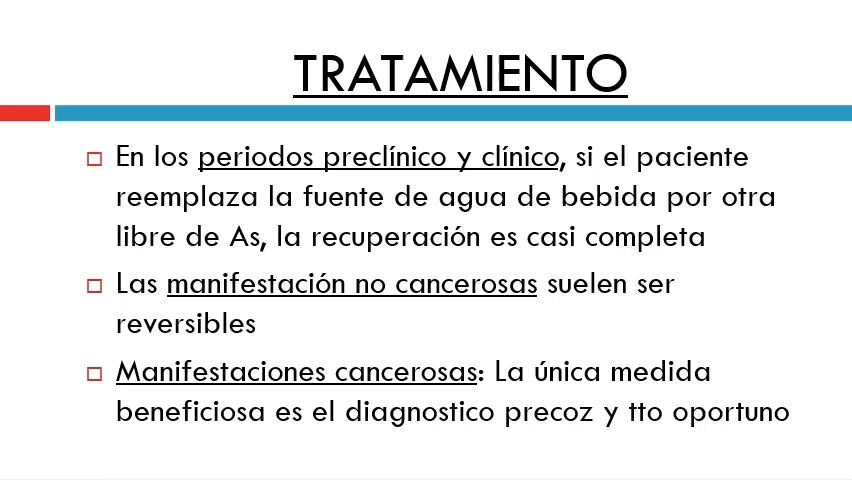 TRATAMIENTO
En los periodos preclínico y clínico, si el paciente
reemplaza la fuente de agua de bebida por otra
libre de As, la recuperación es casi completa
Las manifestación no cancerosas suelen ser
reversibles
Manifestaciones cancerosas: La única medida
beneficiosa es el diagnostico precoz y tto oportuno